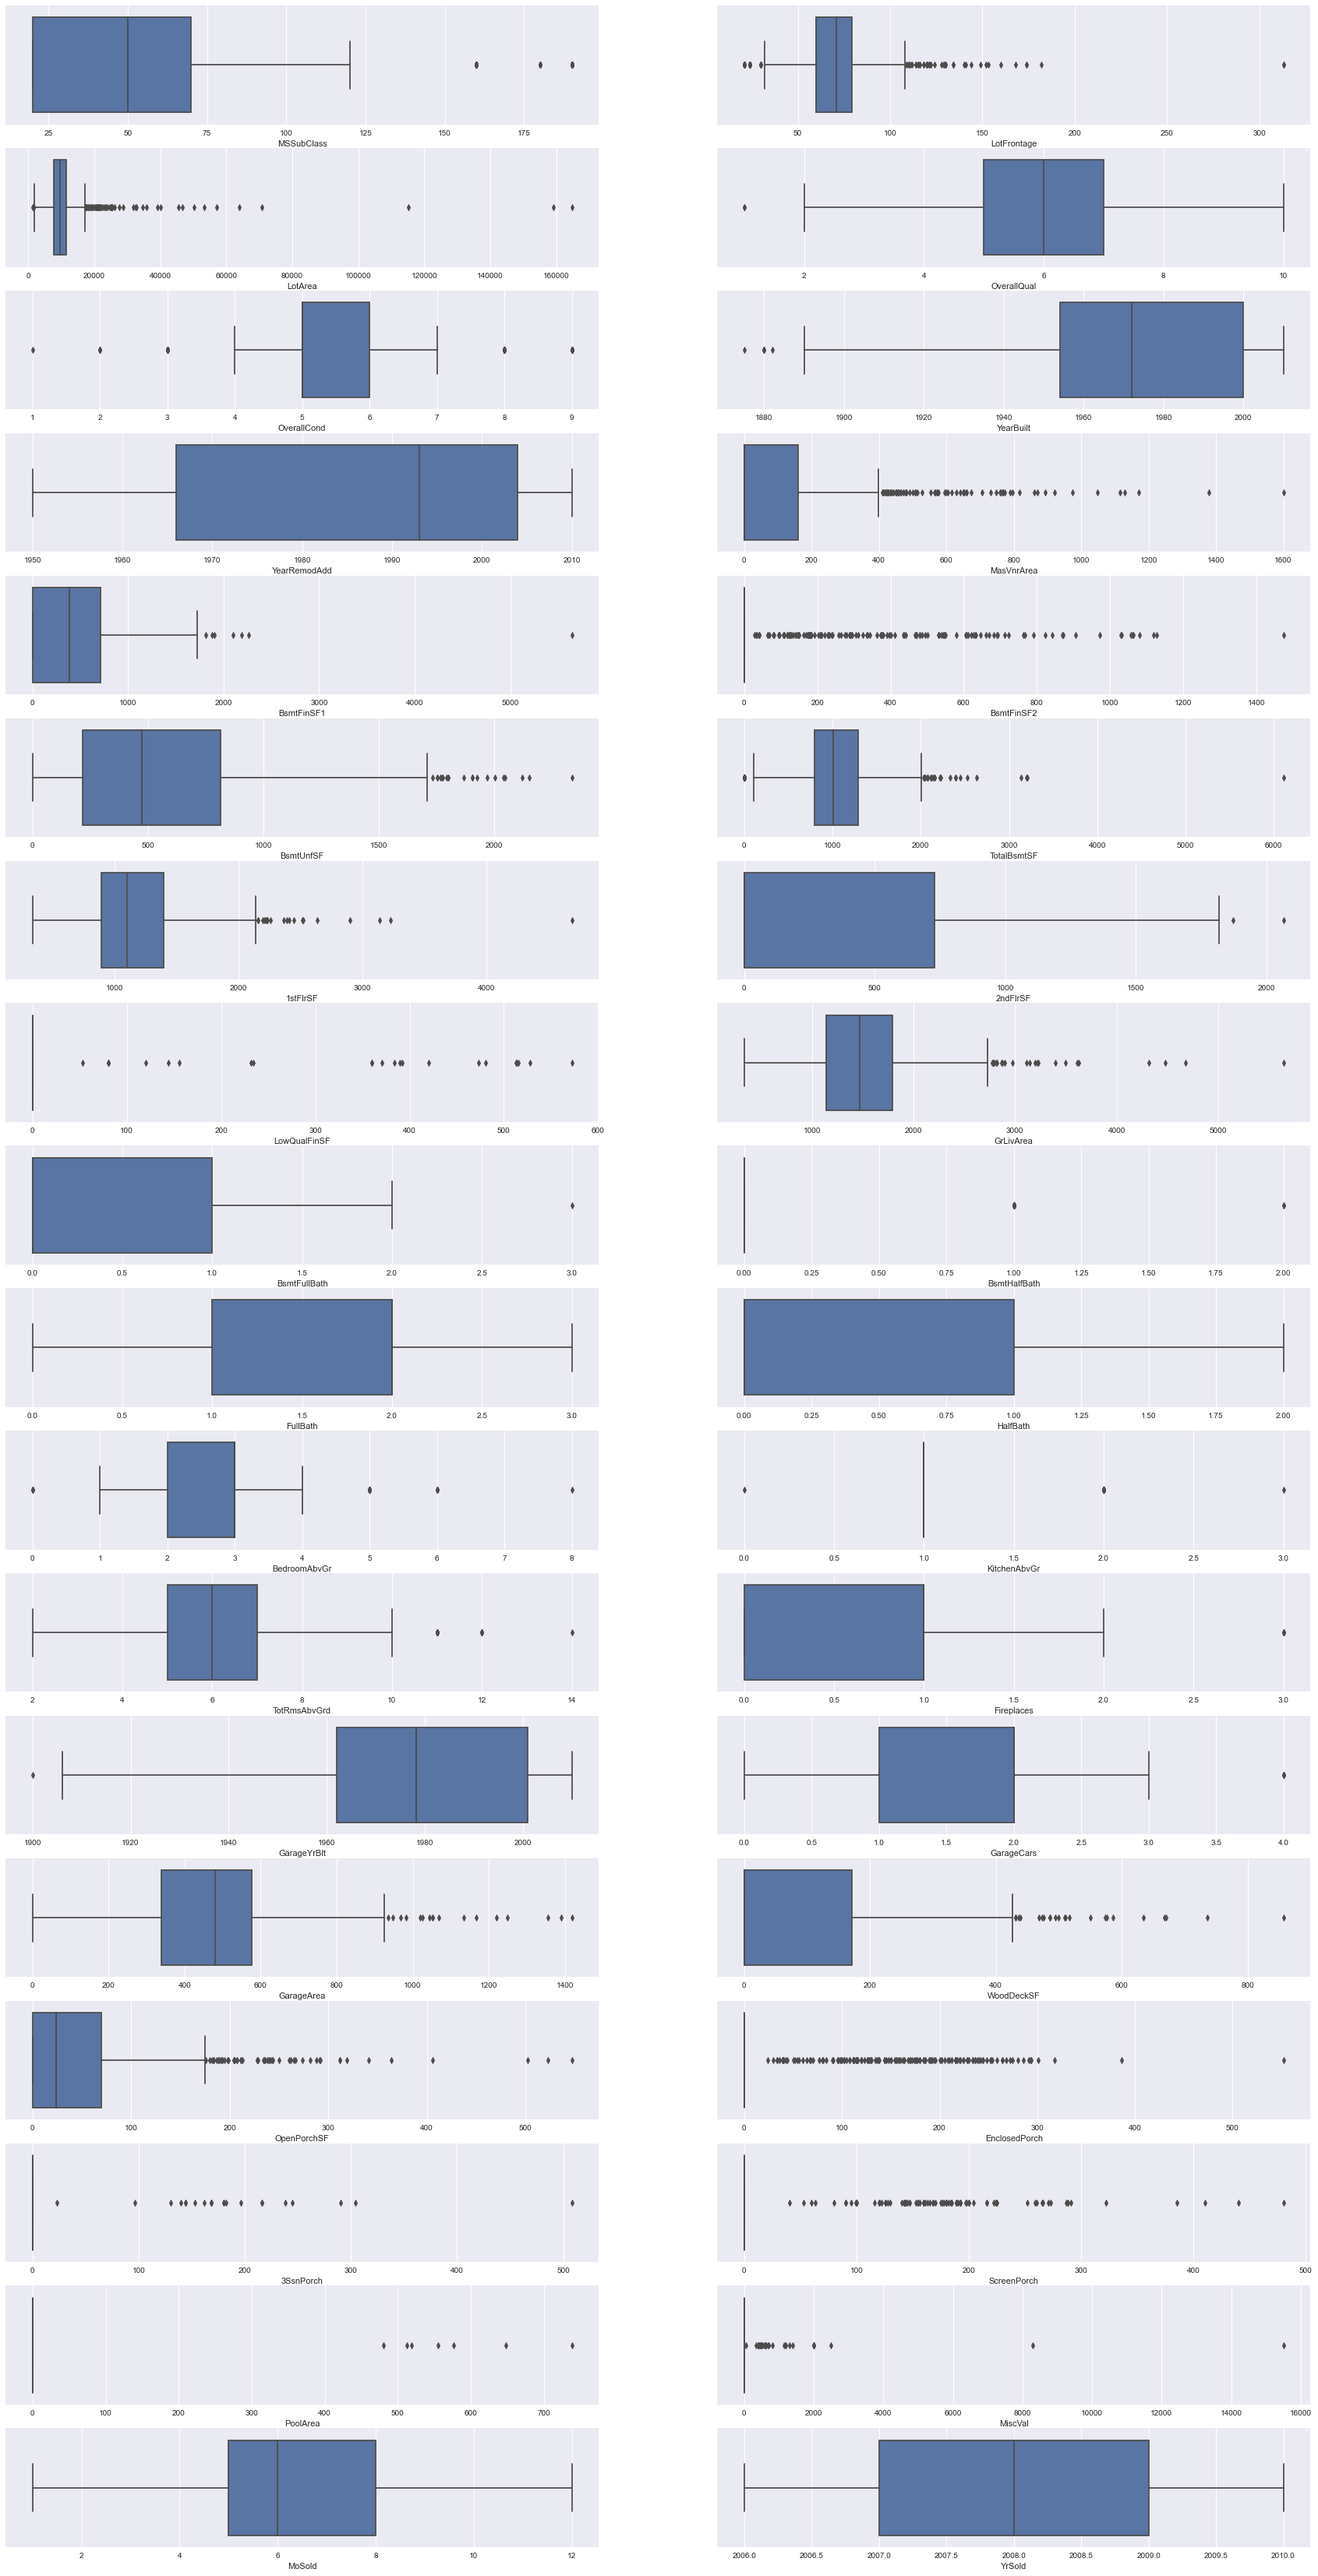 25 50 75 100 125 150 175
MSSubClass
50 100 150 200 250 300
LotFrontage
0 20000 40000 60000 80000 100000 120000 140000 160000
LotArea
2 4 6 8 10
OverallQual
1 2 3 4 5 6 7 8 9
OverallCond
1880 1900 1920 1940 1960 1980 2000
YearBuilt
1950 1960 1970 1980 1990 2000 2010
YearRemodAdd
0 200 400 600 800 1000 1200 1400 1600
MasVnrArea
0 1000 2000 3000 4000 5000
BsmtFinSF1
0 200 400 600 800 1000 1200 1400
BsmtFinSF2
0 500 1000 1500 2000
BsmtUnfSF
0 1000 2000 3000 4000 5000 6000
TotalBsmtSF
1000 2000 3000 4000
1stFlrSF
0 500 1000 1500 2000
2ndFlrSF
0 100 200 300 400 500 600
LowQualFinSF
1000 2000 3000 4000 5000
GrLivArea
0.0 0.5 1.0 1.5 2.0 2.5 3.0
BsmtFullBath
0.00 0.25 0.50 0.75 1.00 1.25 1.50 1.75 2.00
BsmtHalfBath
0.0 0.5 1.0 1.5 2.0 2.5 3.0
FullBath
0.00 0.25 0.50 0.75 1.00 1.25 1.50 1.75 2.00
HalfBath
0 1 2 3 4 5 6 7 8
BedroomAbvGr
0.0 0.5 1.0 1.5 2.0 2.5 3.0
KitchenAbvGr
2 4 6 8 10 12 14
TotRmsAbvGrd
0.0 0.5 1.0 1.5 2.0 2.5 3.0
Fireplaces
1900 1920 1940 1960 1980 2000
GarageYrBlt
0.0 0.5 1.0 1.5 2.0 2.5 3.0 3.5 4.0
GarageCars
0 200 400 600 800 1000 1200 1400
GarageArea
0 200 400 600 800
WoodDeckSF
0 100 200 300 400 500
OpenPorchSF
0 100 200 300 400 500
EnclosedPorch
0 100 200 300 400 500
3SsnPorch
0 100 200 300 400 500
ScreenPorch
0 100 200 300 400 500 600 700
PoolArea
0 2000 4000 6000 8000 10000 12000 14000 16000
MiscVal
2 4 6 8 10 12
MoSold
2006.0 2006.5 2007.0 2007.5 2008.0 2008.5 2009.0 2009.5 2010.0
YrSold